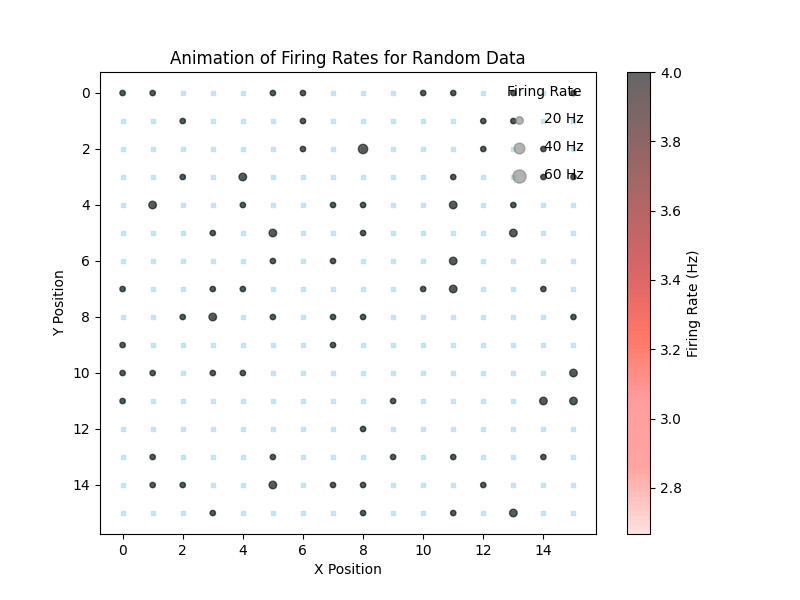 Animation of Firing Rates for Random Data
Firing Rate
20 Hz
40 Hz
60 Hz
0
2
4
6
8
10
12
14
Y Position
0 2 4 6 8 10 12 14
X Position
4.0
3.8
3.6
3.4
3.2
3.0
2.8
Firing Rate (Hz)